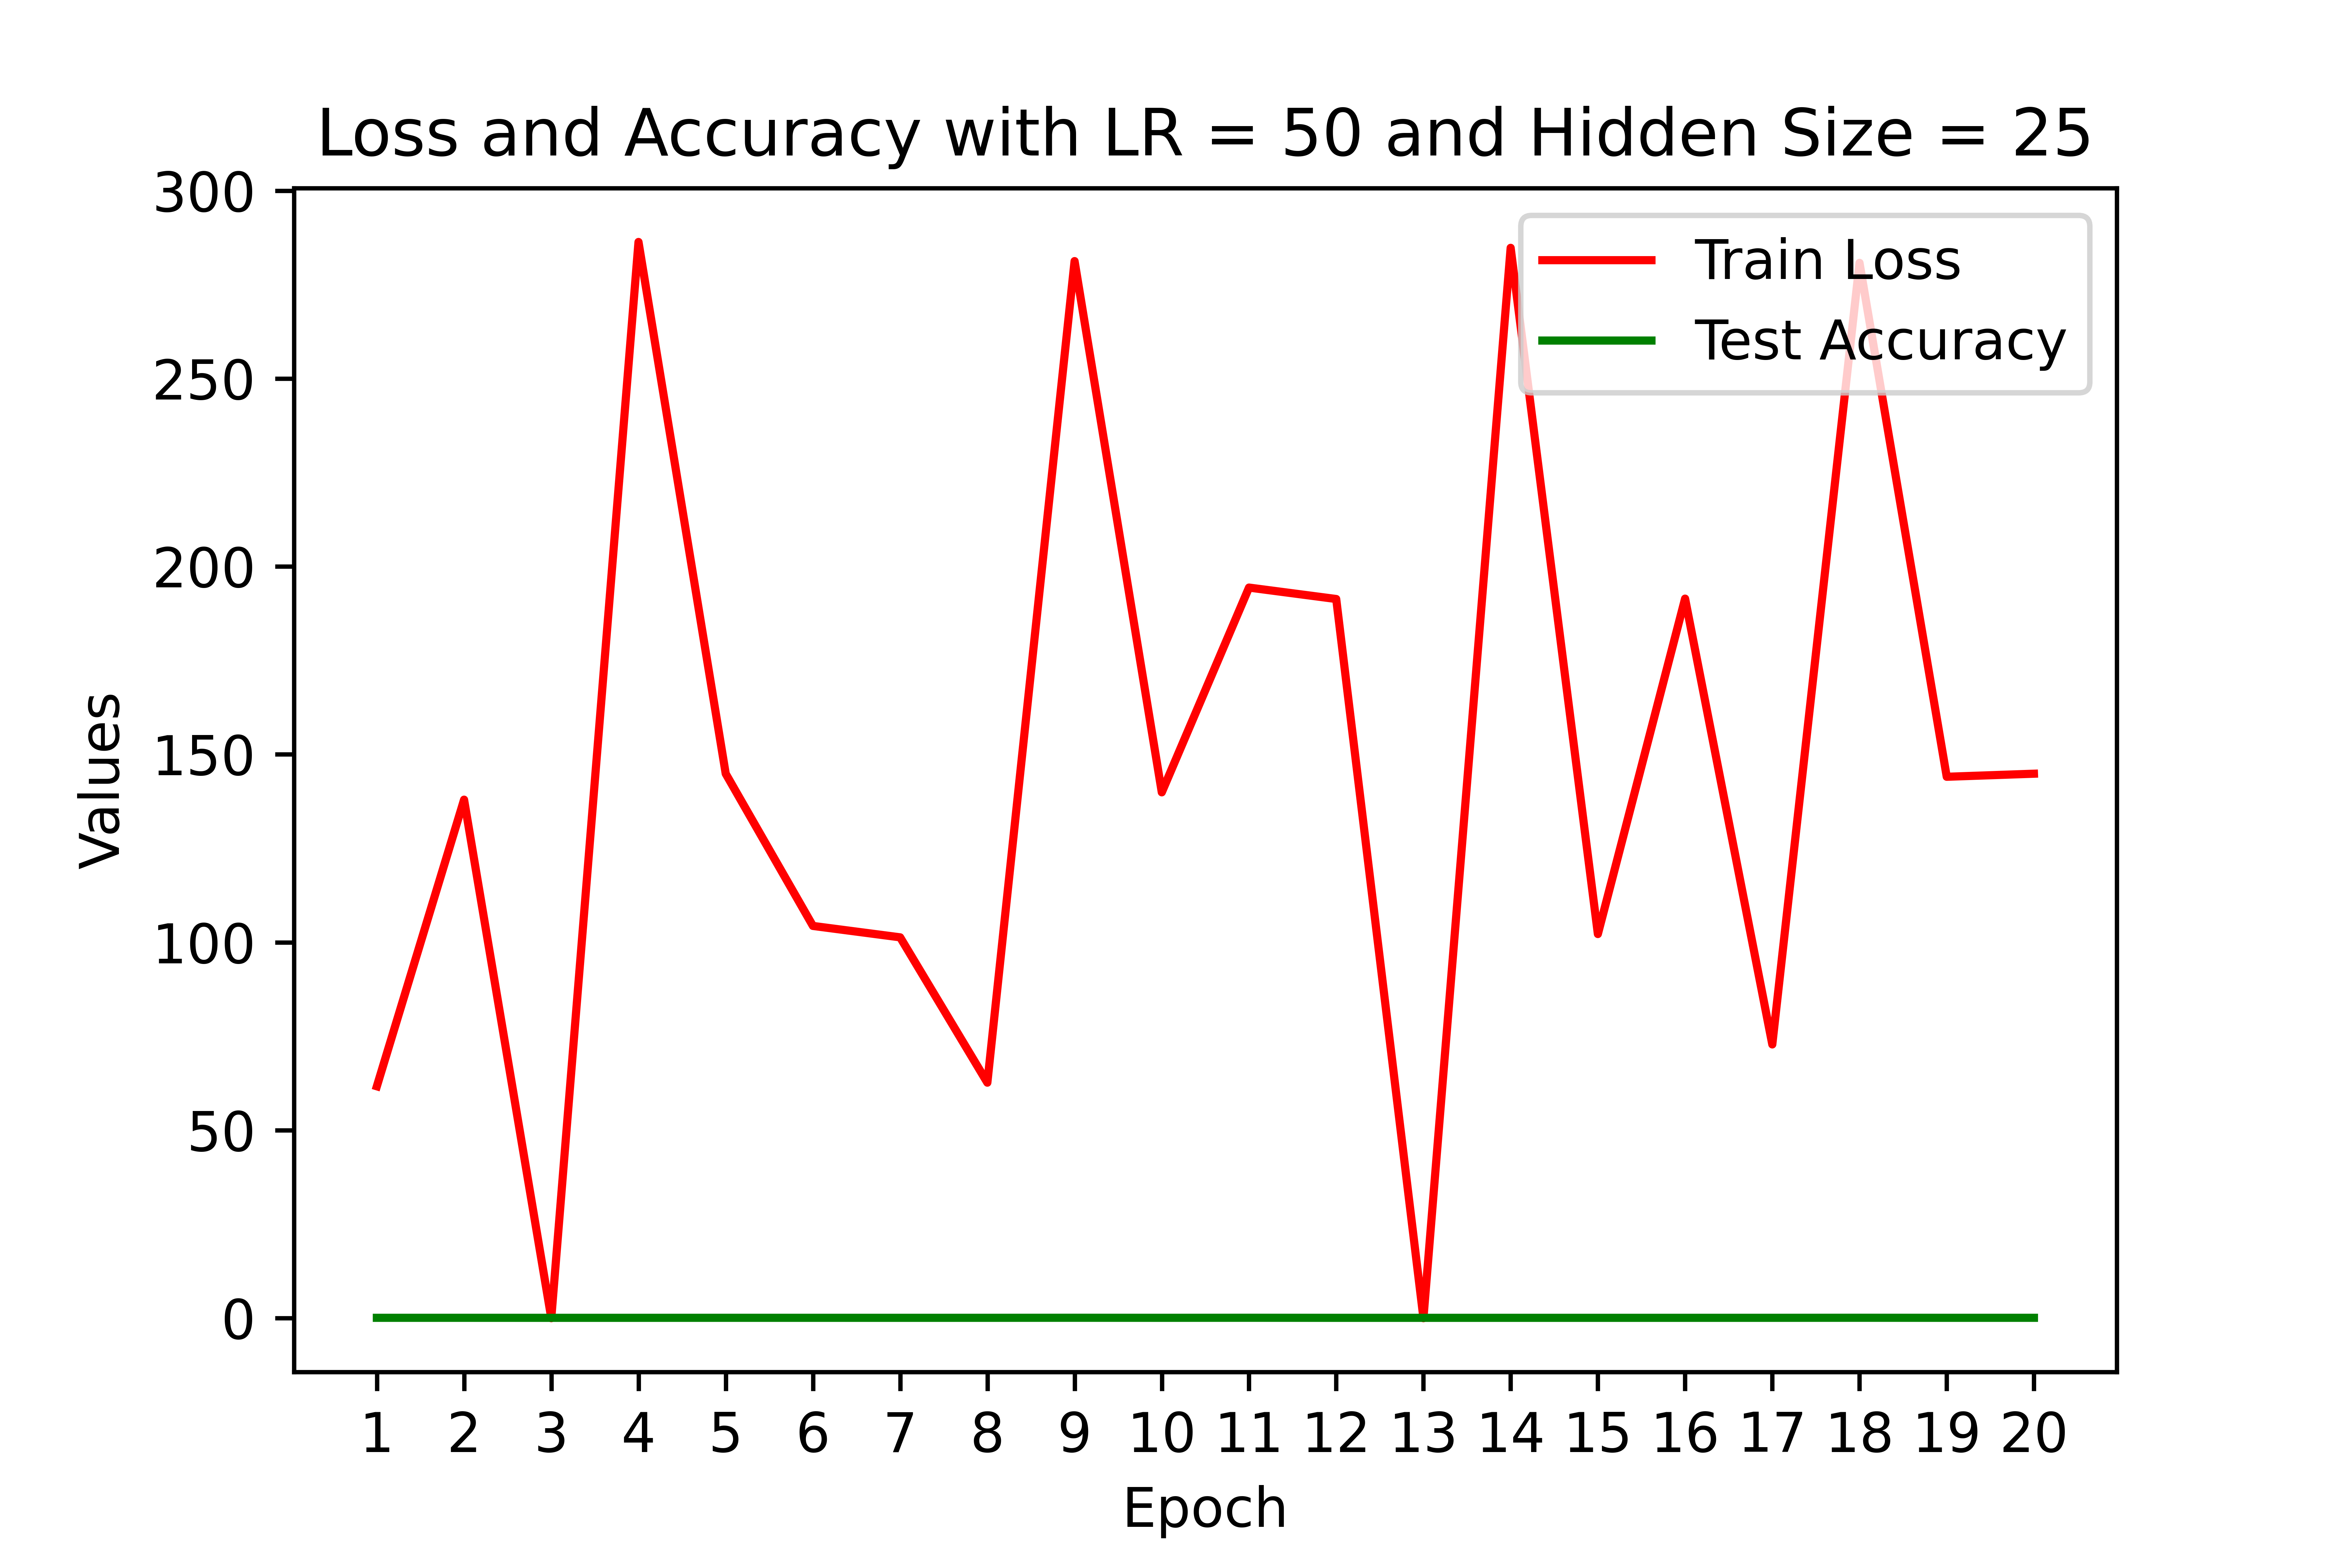 Loss and Accuracy with LR = 50 and Hidden Size = 25
300
250
200
150
100
50
0
Values
Train Loss
Test Accuracy
1 2 3 4 5 6 7 8 9 10 11 12 13 14 15 16 17 18 19 20
Epoch